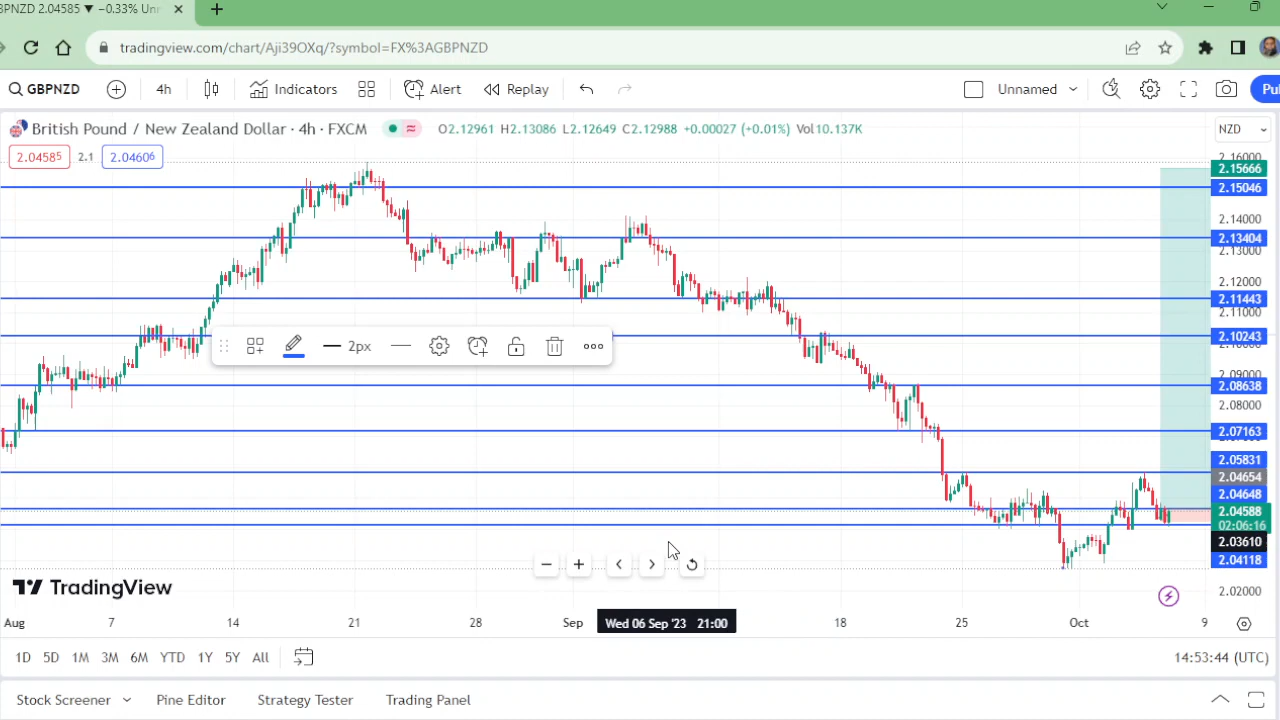 GBPNZD 2.04585 ▼ −0.33% Unn
tradingview.com/chart/Aji39OXq/?symbol=FX%3AGBPNZD
GBPNZD 4h Indicators Alert Replay Unnamed Pu
British Pound / New Zealand Dollar · 4h · FXCM O2.12961 H2.13086 L2.12649 C2.12988 +0.00027 (+0.01%) Vol10.137K NZD
2.04585 2.1 2.04606
2.16000
2.15666
2.15046
2.14000
2.13404
2.13000
2.12000
2.11443
2.11000
2.10243
2.10000
2px
2.09000
2.08638
2.08000
2.07163
2.05831
2.04654
2.04648
2.04588
02:06:16
2.03610
2.04118
TradingView
2.02000
Aug 7 14 21 28 Sep Wed 06 Sep '23 21:00 18 25 Oct 9
1D 5D 1M 3M 6M YTD 1Y 5Y All 14:53:44 (UTC)
Stock Screener Pine Editor Strategy Tester Trading Panel